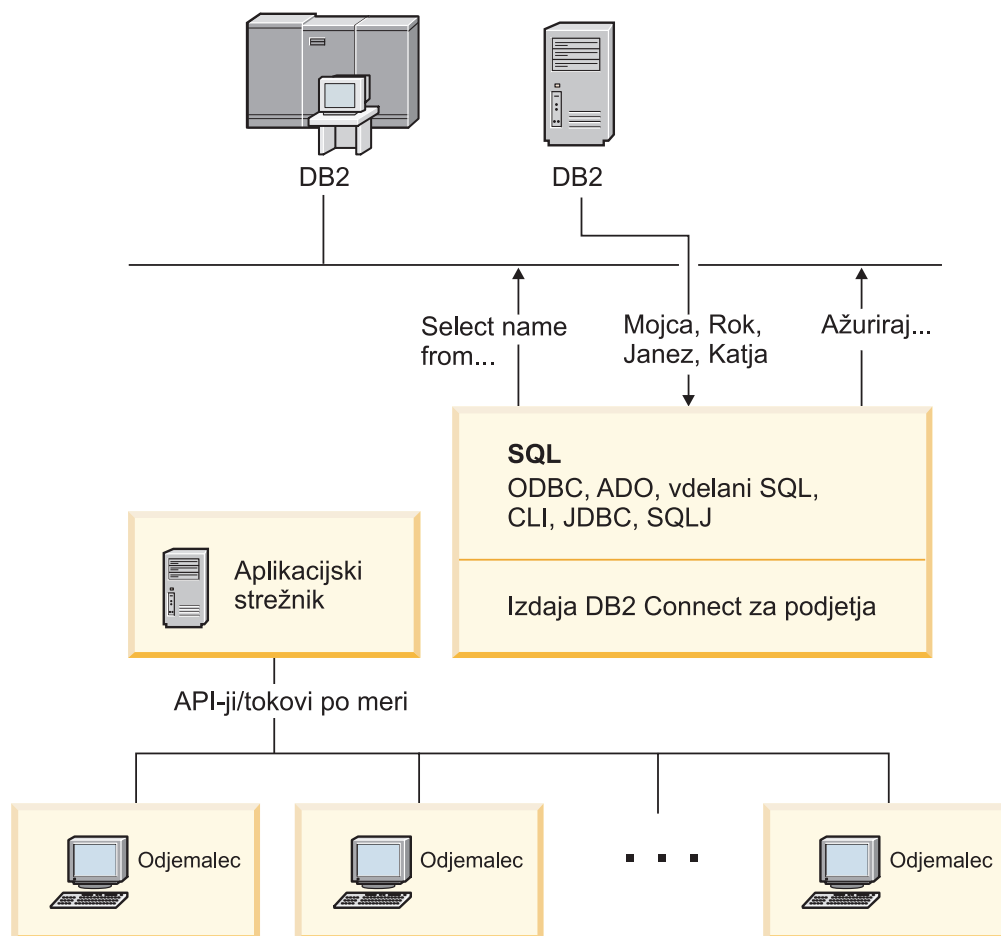 DB2
DB2
Select name
from...
Mojca, Rok,
Janez, Katja
Ažuriraj...
SQL
ODBC, ADO, vdelani SQL,
CLI, JDBC, SQLJ
Izdaja DB2 Connect za podjetja
Aplikacijski
strežnik
API-ji/tokovi po meri
Odjemalec
Odjemalec
. . .
Odjemalec